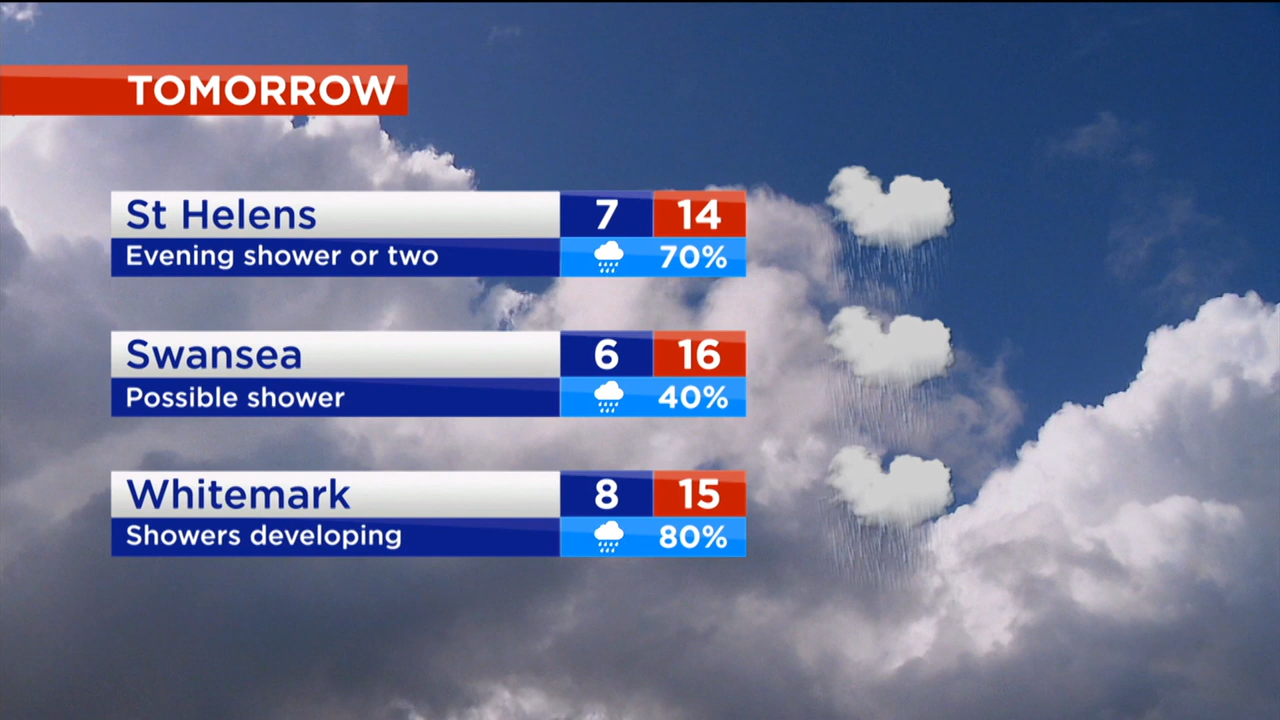 TOMORROW
St Helens 7 14
Evening shower or two 70%
Swansea 6 16
Possible shower 40%
Whitemark 8 15
Showers developing 80%